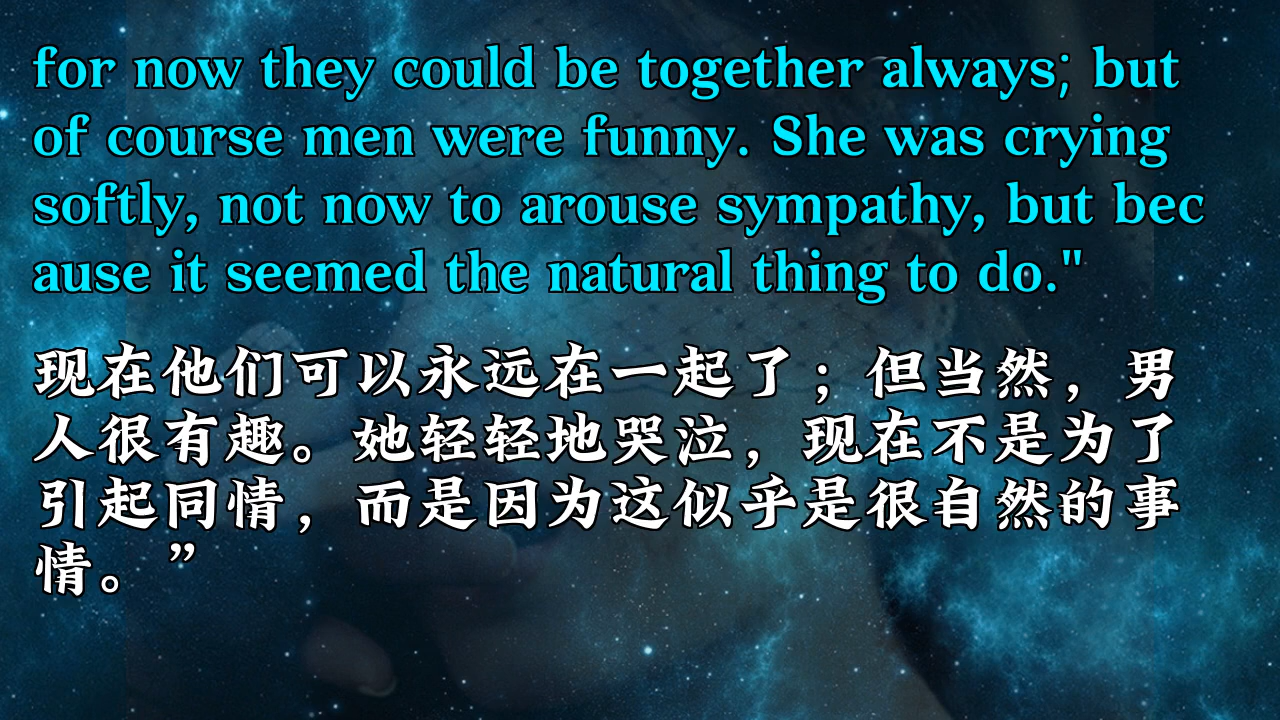 for now they could be together always; but
of course men were funny. She was crying
softly, not now to arouse sympathy, but bec
ause it seemed the natural thing to do."
现在他们可以永远在一起了；但当然，男
人很有趣。她轻轻地哭泣，现在不是为了
引起同情，而是因为这似乎是很自然的事
情。”